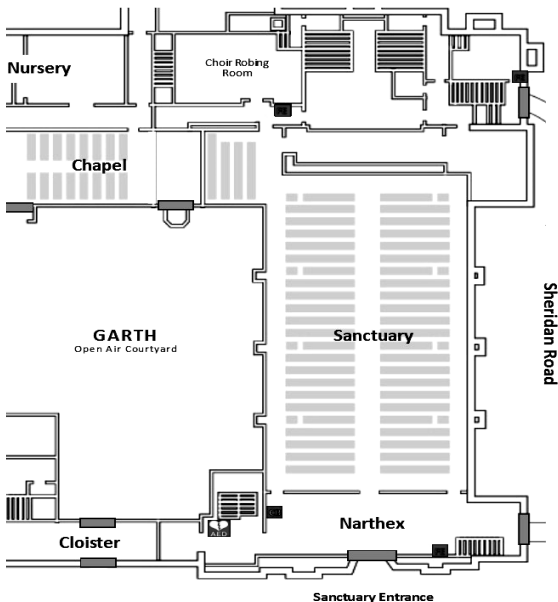 Nursery
Choir Robing
Room
Chapel
GARTH
Open Air Courtyard
Sanctuary
Sheridan Road
AED
Narthex
Cloister
Sanctuary Entrance